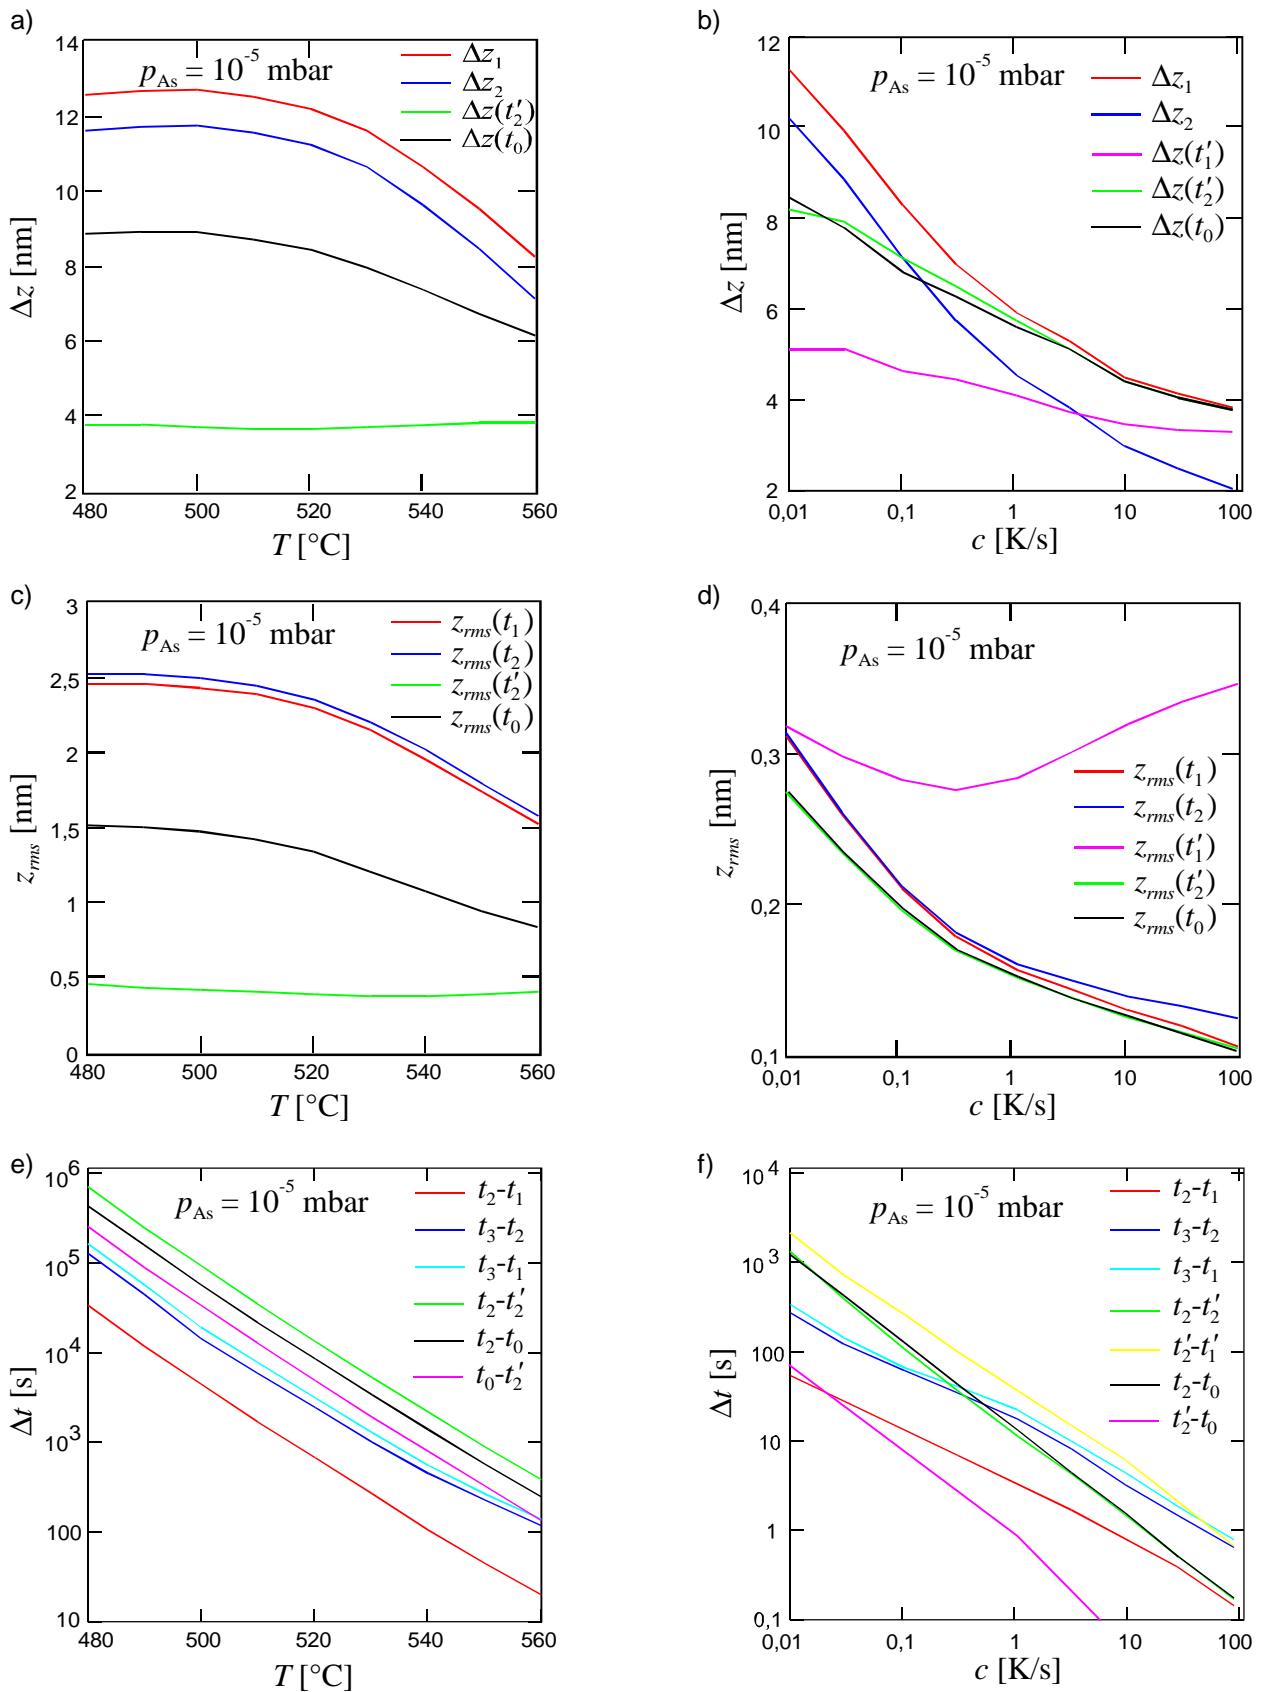 a)
14
12
10
8
6
4
2
480
500
520
540
560
Δz [nm]
T [°C]
p_As = 10^-5 mbar
Δz_1
Δz_2
Δz(t'_2)
Δz(t_0)
b)
12
10
8
6
4
2
0,01
0,1
1
10
100
Δz [nm]
c [K/s]
p_As = 10^-5 mbar
Δz_1
Δz_2
Δz(t'_1)
Δz(t'_2)
Δz(t_0)
c)
3
2,5
2
1,5
1
0,5
0
480
500
520
540
560
z_rms [nm]
T [°C]
p_As = 10^-5 mbar
z_rms(t_1)
z_rms(t_2)
z_rms(t'_2)
z_rms(t_0)
d)
0,4
0,3
0,2
0,1
0,01
0,1
1
10
100
z_rms [nm]
c [K/s]
p_As = 10^-5 mbar
z_rms(t_1)
z_rms(t_2)
z_rms(t'_1)
z_rms(t'_2)
z_rms(t_0)
e)
10^6
10^5
10^4
10^3
100
10
480
500
520
540
560
Δt [s]
T [°C]
p_As = 10^-5 mbar
t_2-t_1
t_3-t_2
t_3-t_1
t_2-t'_2
t_2-t_0
t_0-t'_2
f)
10^4
10^3
100
10
1
0,1
0,01
0,1
1
10
100
Δt [s]
c [K/s]
p_As = 10^-5 mbar
t_2-t_1
t_3-t_2
t_3-t_1
t_2-t'_2
t'_2-t'_1
t_2-t_0
t'_2-t_0